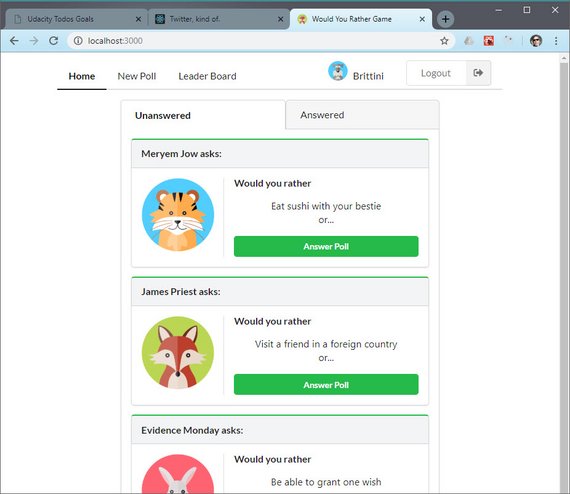 Udacity Todos Goals
Twitter, kind of.
Would You Rather Game
localhost:3000
Home
New Poll
Leader Board
Brittini
Logout
Unanswered
Answered
Meryem Jow asks:
Would you rather
Eat sushi with your bestie
or...
Answer Poll
James Priest asks:
Would you rather
Visit a friend in a foreign country
or...
Answer Poll
Evidence Monday asks:
Would you rather
Be able to grant one wish